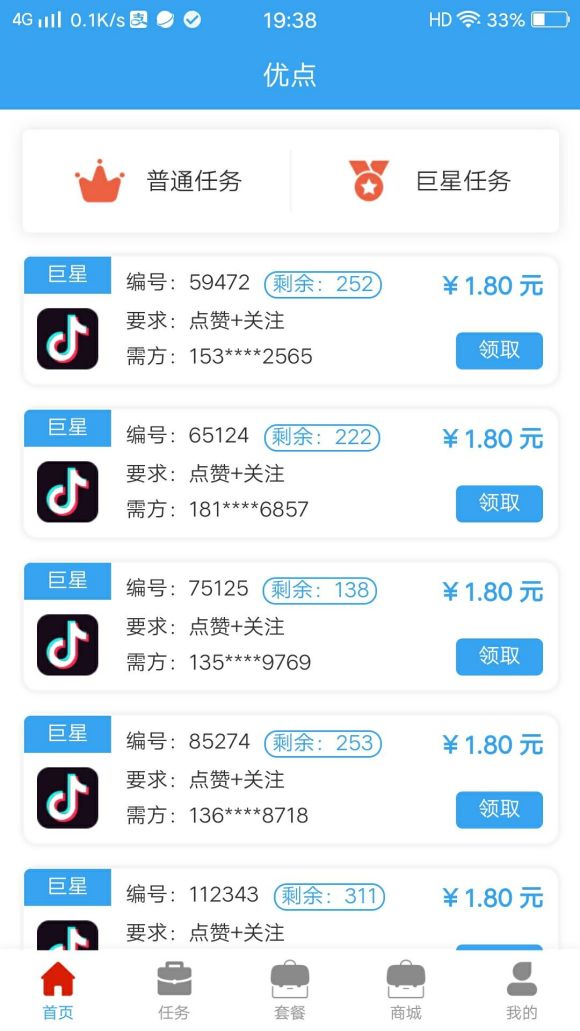 4G 0.1K/s 支 19:38 HD 33%
优点
普通任务 巨星任务
巨星 编号：59472 剩余：252 ￥1.80 元
要求：点赞+关注
需方：153****2565 领取
巨星 编号：65124 剩余：222 ￥1.80 元
要求：点赞+关注
需方：181****6857 领取
巨星 编号：75125 剩余：138 ￥1.80 元
要求：点赞+关注
需方：135****9769 领取
巨星 编号：85274 剩余：253 ￥1.80 元
要求：点赞+关注
需方：136****8718 领取
巨星 编号：112343 剩余：311 ￥1.80 元
要求：点赞+关注
首页 任务 套餐 商城 我的